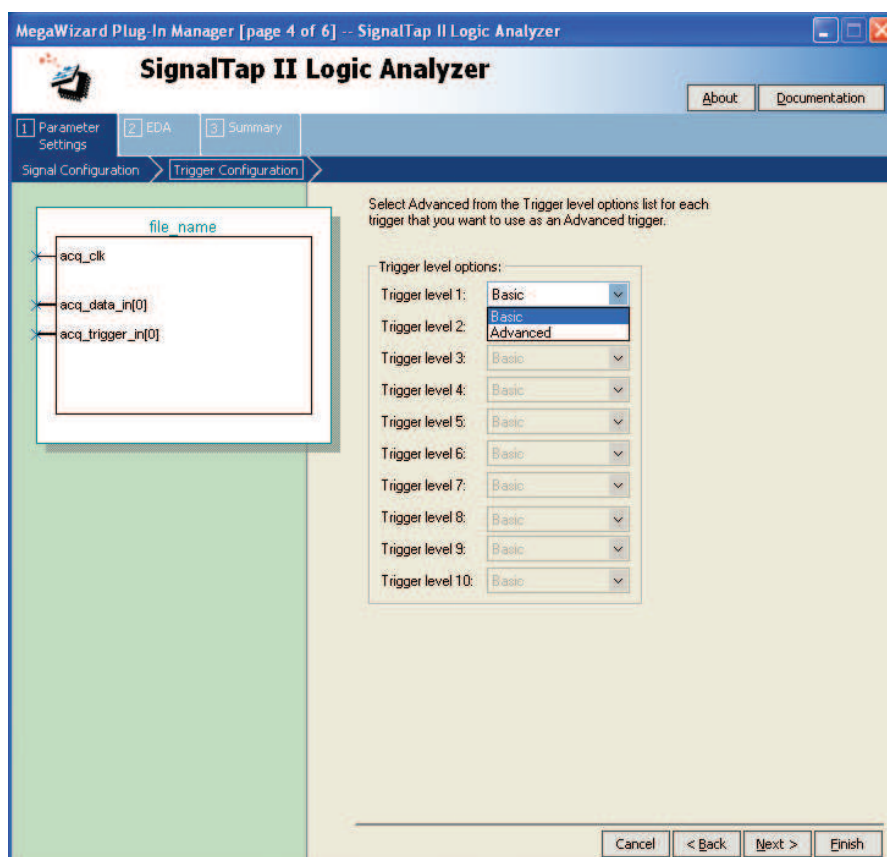 MegaWizard Plug-In Manager [page 4 of 6] -- SignalTap II Logic Analyzer
SignalTap II Logic Analyzer
About
Documentation
1 Parameter
Settings
2 EDA
3 Summary
Signal Configuration
Trigger Configuration
file_name
acq_clk
acq_data_in[0]
acq_trigger_in[0]
Select Advanced from the Trigger level options list for each
trigger that you want to use as an Advanced trigger.
Trigger level options:
Trigger level 1: Basic
Basic
Trigger level 2:
Advanced
Trigger level 3: Basic
Trigger level 4: Basic
Trigger level 5: Basic
Trigger level 6: Basic
Trigger level 7: Basic
Trigger level 8: Basic
Trigger level 9: Basic
Trigger level 10: Basic
Cancel
< Back
Next >
Finish